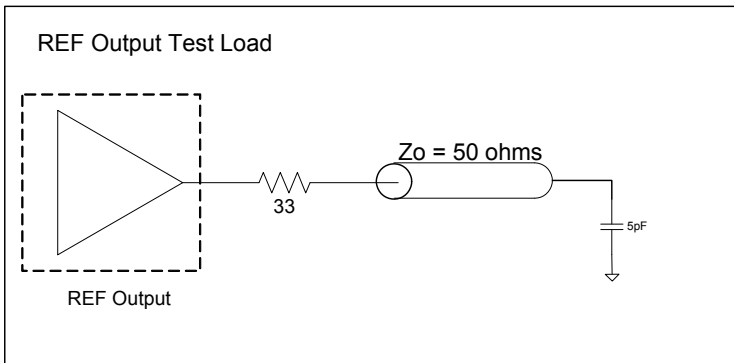 REF Output Test Load
Zo = 50 ohms
33
5pF
REF Output